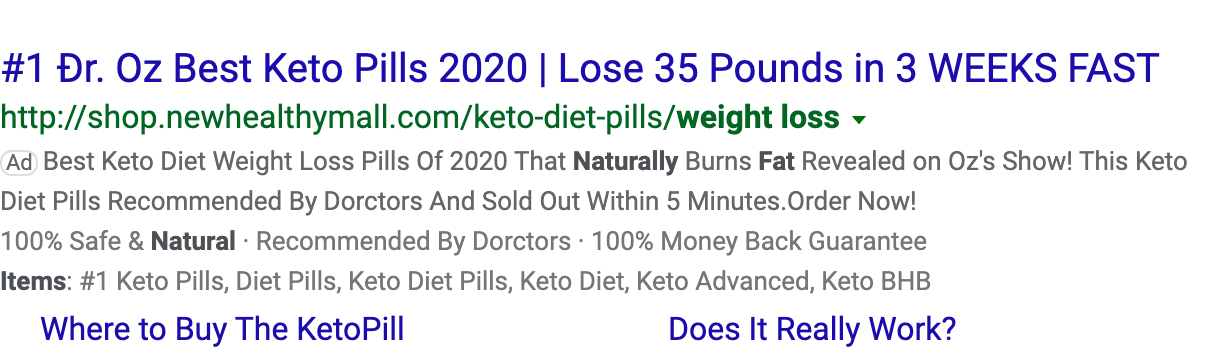 #1 Đr. Oz Best Keto Pills 2020 | Lose 35 Pounds in 3 WEEKS FAST
http://shop.newhealthymall.com/keto-diet-pills/weight loss
Ad Best Keto Diet Weight Loss Pills Of 2020 That Naturally Burns Fat Revealed on Oz's Show! This Keto
Diet Pills Recommended By Dorctors And Sold Out Within 5 Minutes.Order Now!
100% Safe & Natural · Recommended By Dorctors · 100% Money Back Guarantee
Items: #1 Keto Pills, Diet Pills, Keto Diet Pills, Keto Diet, Keto Advanced, Keto BHB
Where to Buy The KetoPill Does It Really Work?